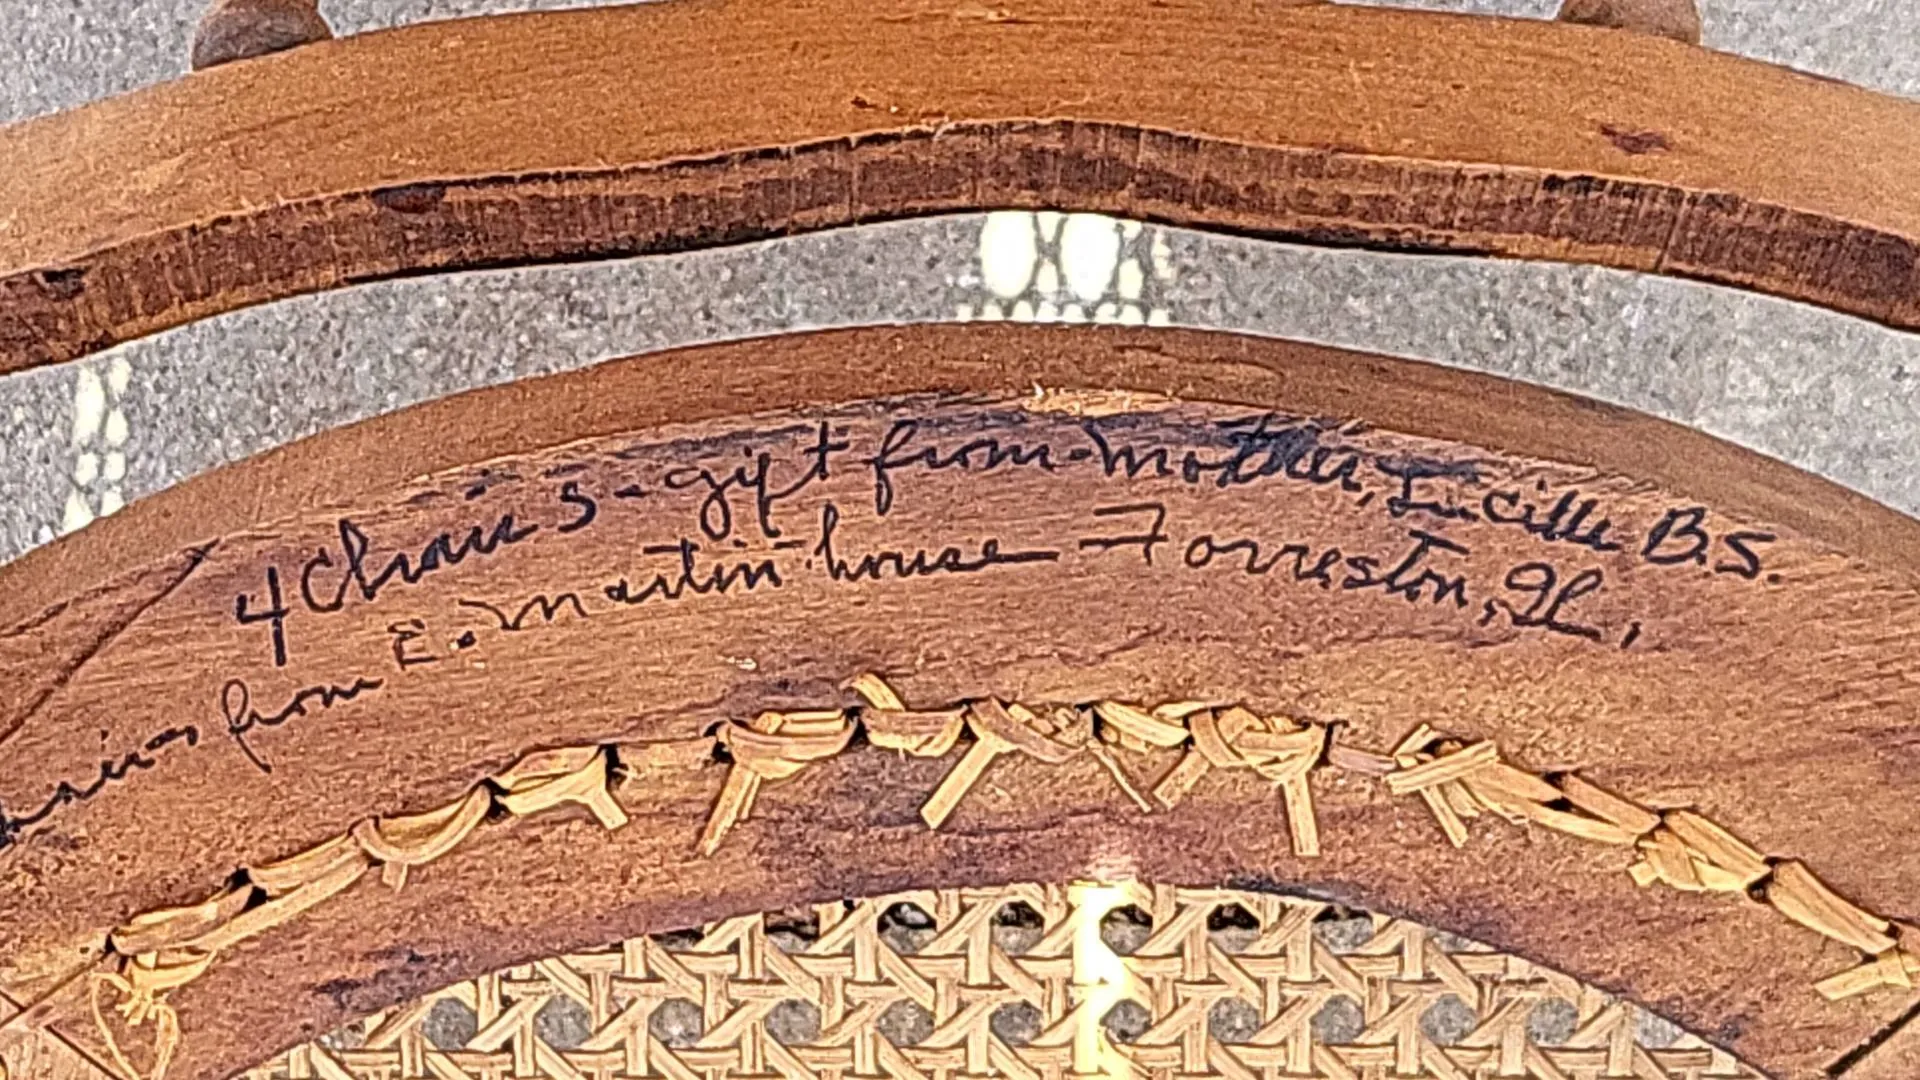 4 Chairs - gift from Mother, Lucille B.S.
Chairs from E. Martin house Forreston, Ill.